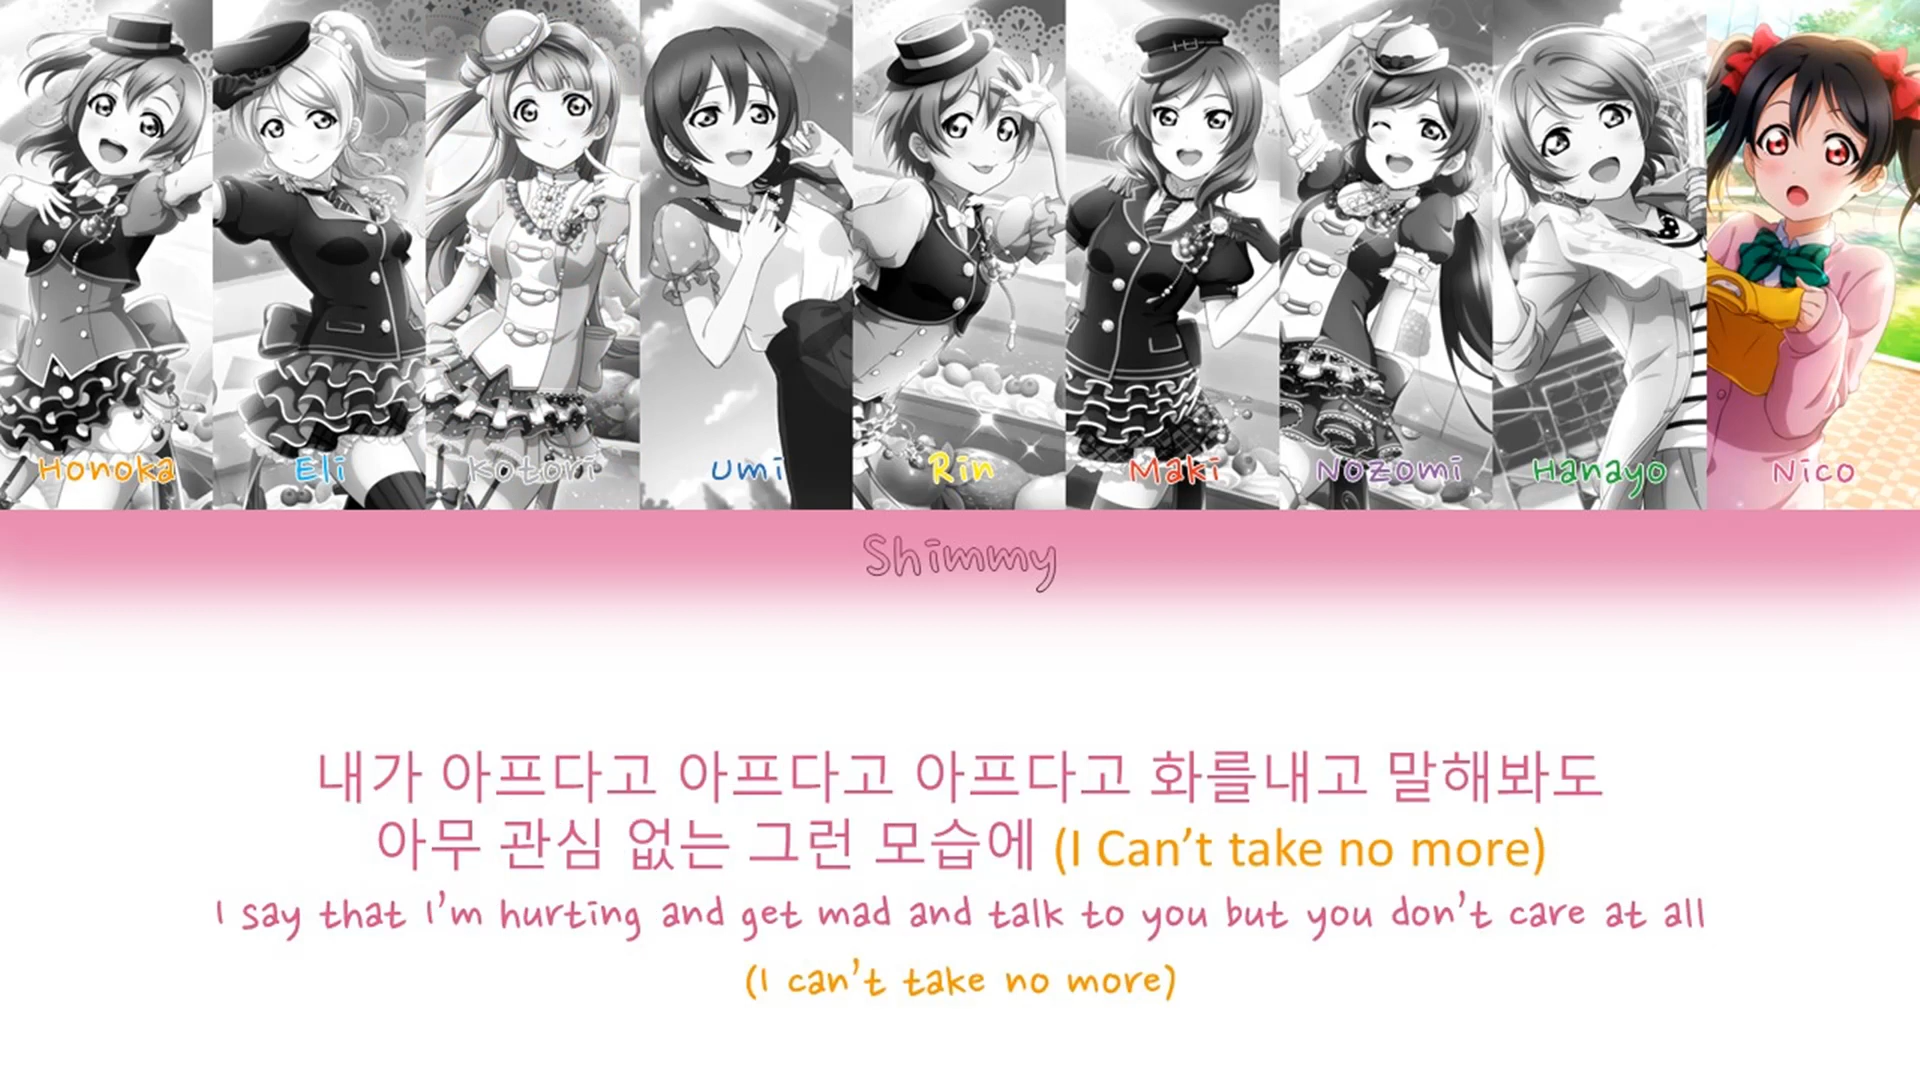 Honoka
Eli
Kotori
Umi
Rin
Maki
Nozomi
Hanayo
Nico
Shimmy
내가 아프다고 아프다고 아프다고 화를내고 말해봐도
아무 관심 없는 그런 모습에 (I Can't take no more)
I say that I'm hurting and get mad and talk to you but you don't care at all
(I can't take no more)